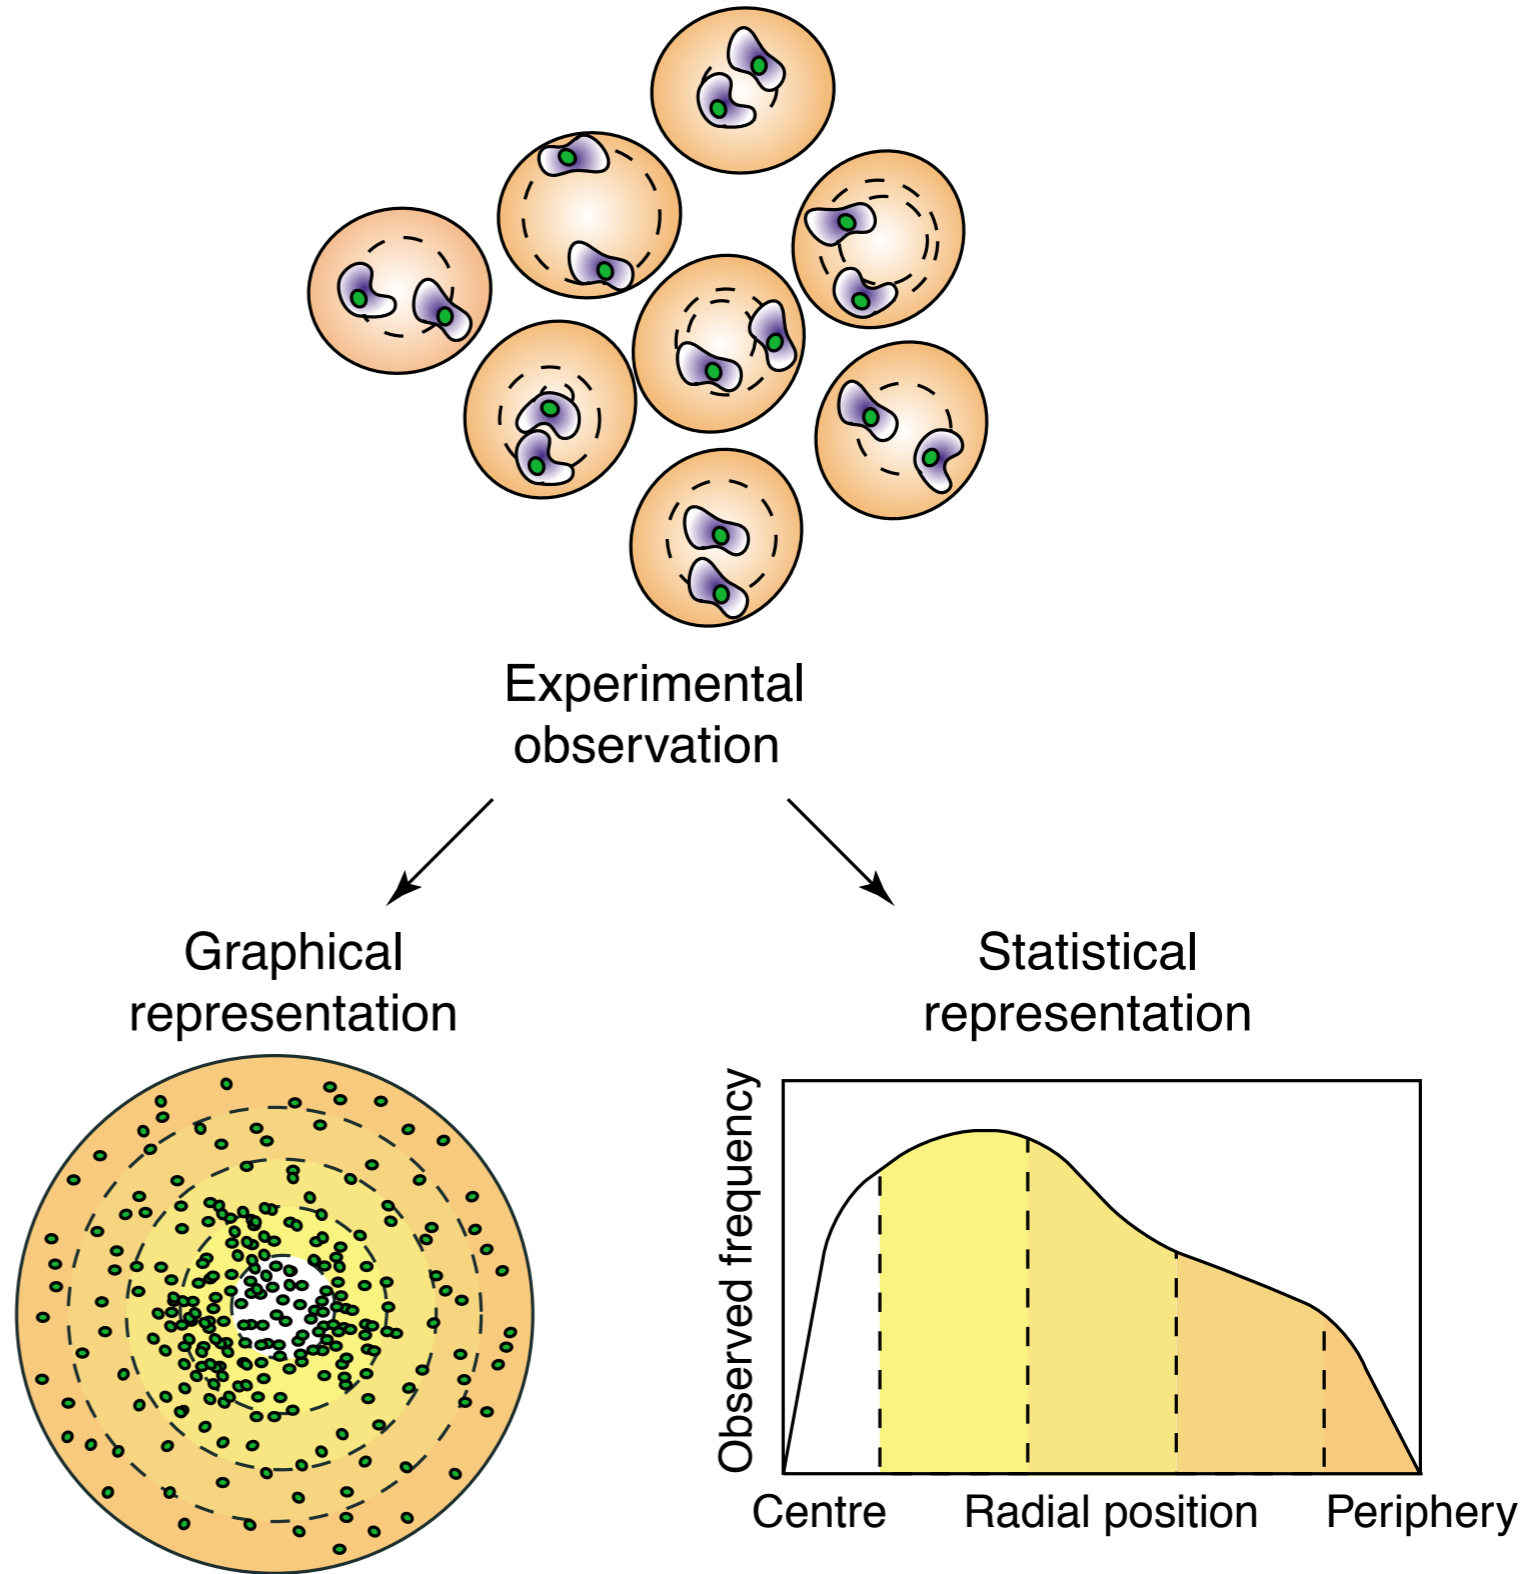 Experimental
observation
Graphical
representation
Statistical
representation
Observed frequency
Centre
Radial position
Periphery